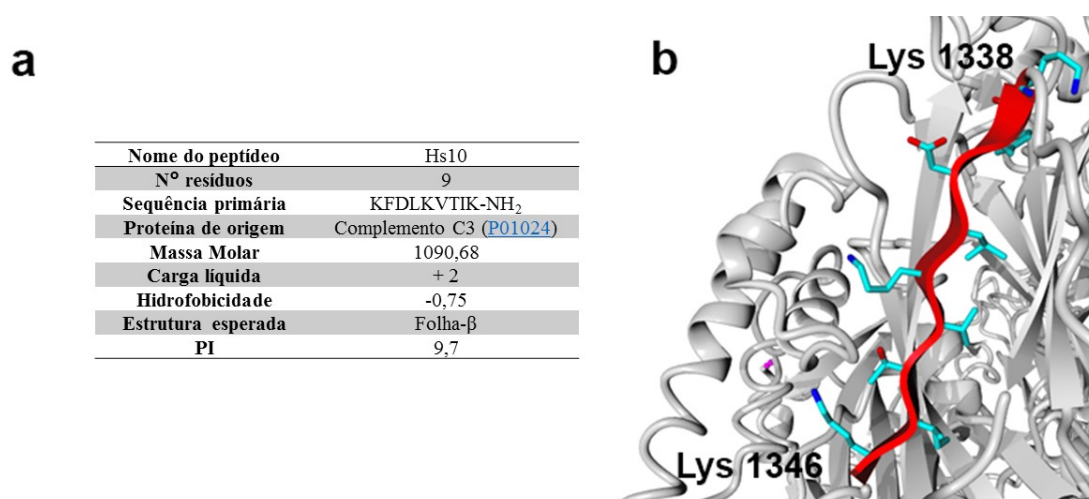 a
Nome do peptídeo Hs10
Nº resíduos 9
Sequência primária KFDLKVTIK-NH₂
Proteína de origem Complemento C3 (P01024)
Massa Molar 1090,68
Carga líquida + 2
Hidrofobicidade -0,75
Estrutura esperada Folha-β
PI 9,7
b
Lys 1338
Lys 1346